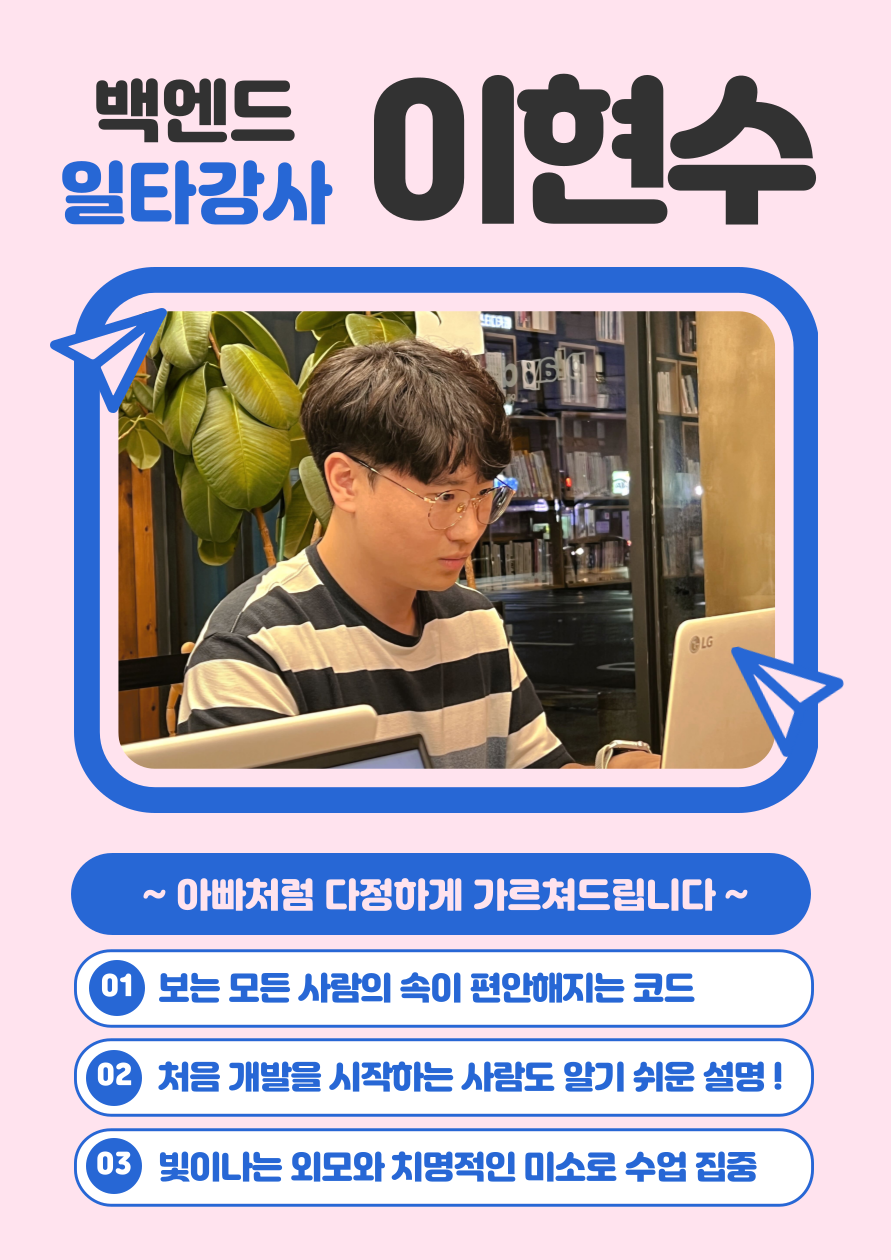 백엔드
일타강사
이현수
LG
~ 아빠처럼 다정하게 가르쳐드립니다 ~
01 보는 모든 사람의 속이 편안해지는 코드
02 처음 개발을 시작하는 사람도 알기 쉬운 설명 !
03 빛이나는 외모와 치명적인 미소로 수업 집중